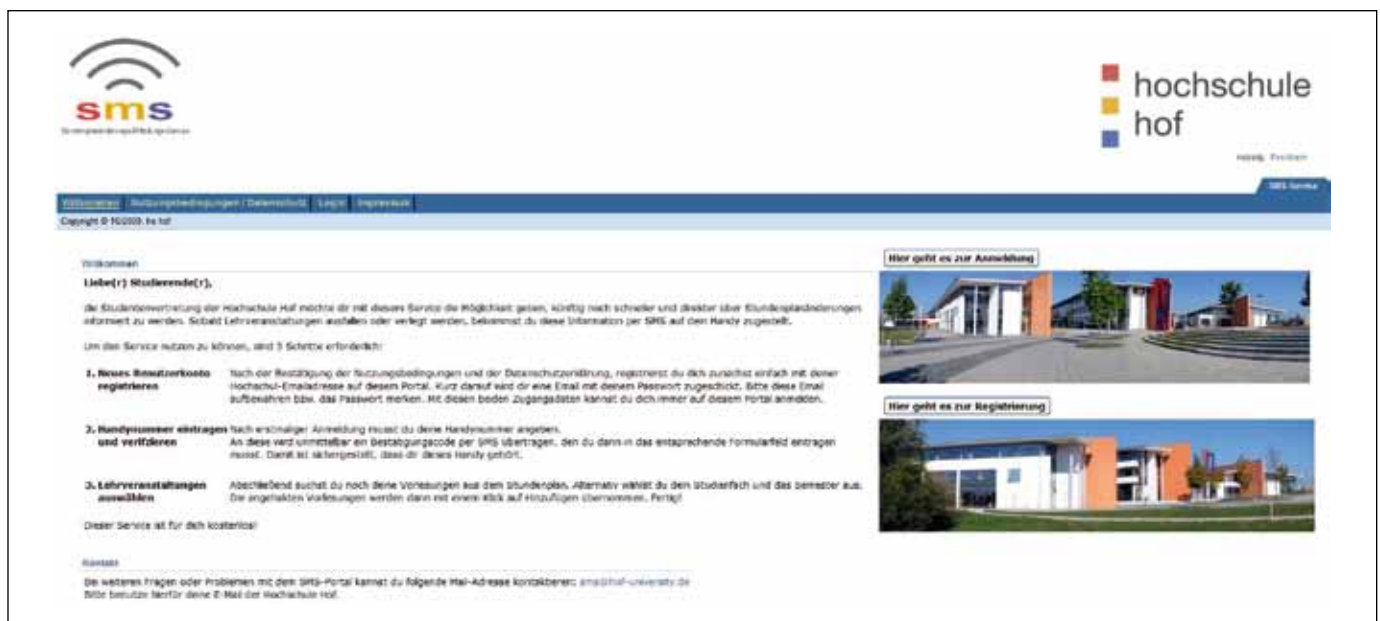 sms
hochschule
hof
SMS Service
Willkommen Nutzungsbedingungen / Datenschutz Login Impressum
Copyright © 10/2009. hs hof
Willkommen
Liebe(r) Studierende(r),
die Studentenvertretung der Hochschule Hof möchte dir mit diesem Service die Möglichkeit geben, künftig noch schneller und direkter über Stundenplanänderungen
informiert zu werden. Sobald Lehrveranstaltungen ausfallen oder verlegt werden, bekommst du diese Information per SMS auf dein Handy zugestellt.
Um den Service nutzen zu können, sind 3 Schritte erforderlich:
1. Neues Benutzerkonto registrieren
Nach der Bestätigung der Nutzungsbedingungen und der Datenschutzerklärung, registrierst du dich zunächst einfach mit deiner
Hochschul-Emailadresse auf diesem Portal. Kurz darauf wird dir eine Email mit deinem Passwort zugeschickt. Bitte diese Email
aufbewahren bzw. das Passwort merken. Mit diesen beiden Zugangsdaten kannst du dich immer auf diesem Portal anmelden.
2. Handynummer eintragen
und verifzieren
Nach erstmaliger Anmeldung musst du deine Handynummer angeben.
An diese wird unmittelbar ein Bestätigungscode per SMS übertragen, den du dann in das entsprechende Formularfeld eintragen
musst. Damit ist sichergestellt, dass dir dieses Handy gehört.
3. Lehrveranstaltungen
auswählen
Abschließend suchst du noch deine Vorlesungen aus dem Stundenplan. Alternativ wählst du dein Studienfach und das Semester aus.
Die angehakten Vorlesungen werden dann mit einem Klick auf Hinzufügen übernommen. Fertig!
Dieser Service ist für dich kostenlos!
Kontakt
Bei weiteren Fragen oder Problemen mit dem SMS-Portal kannst du folgende Mail-Adresse kontaktieren: sms@hof-university.de
Bitte benutze hierfür deine E-Mail der Hochschule Hof.
Hier geht es zur Anmeldung
Hier geht es zur Registrierung